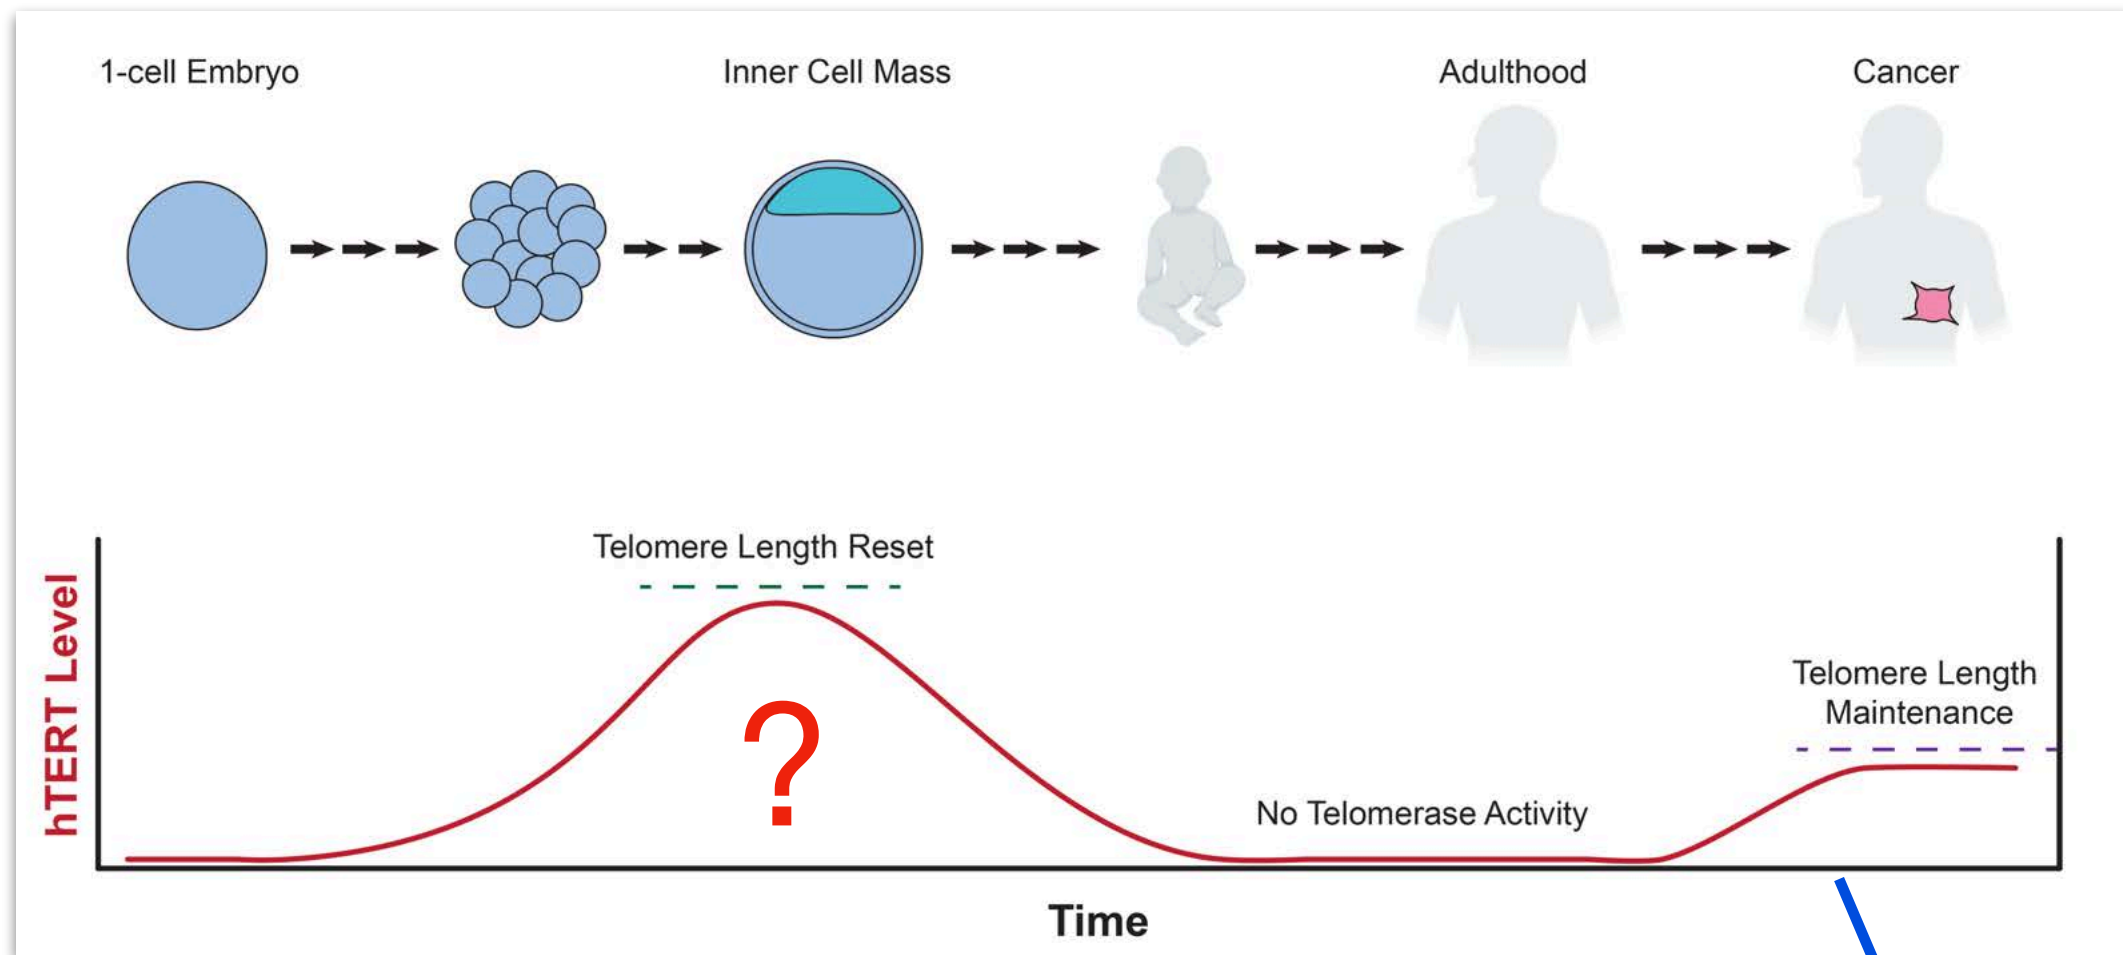 1-cell Embryo
Inner Cell Mass
Adulthood
Cancer
Telomere Length Reset
hTERT Level
?
No Telomerase Activity
Telomere Length
Maintenance
Time